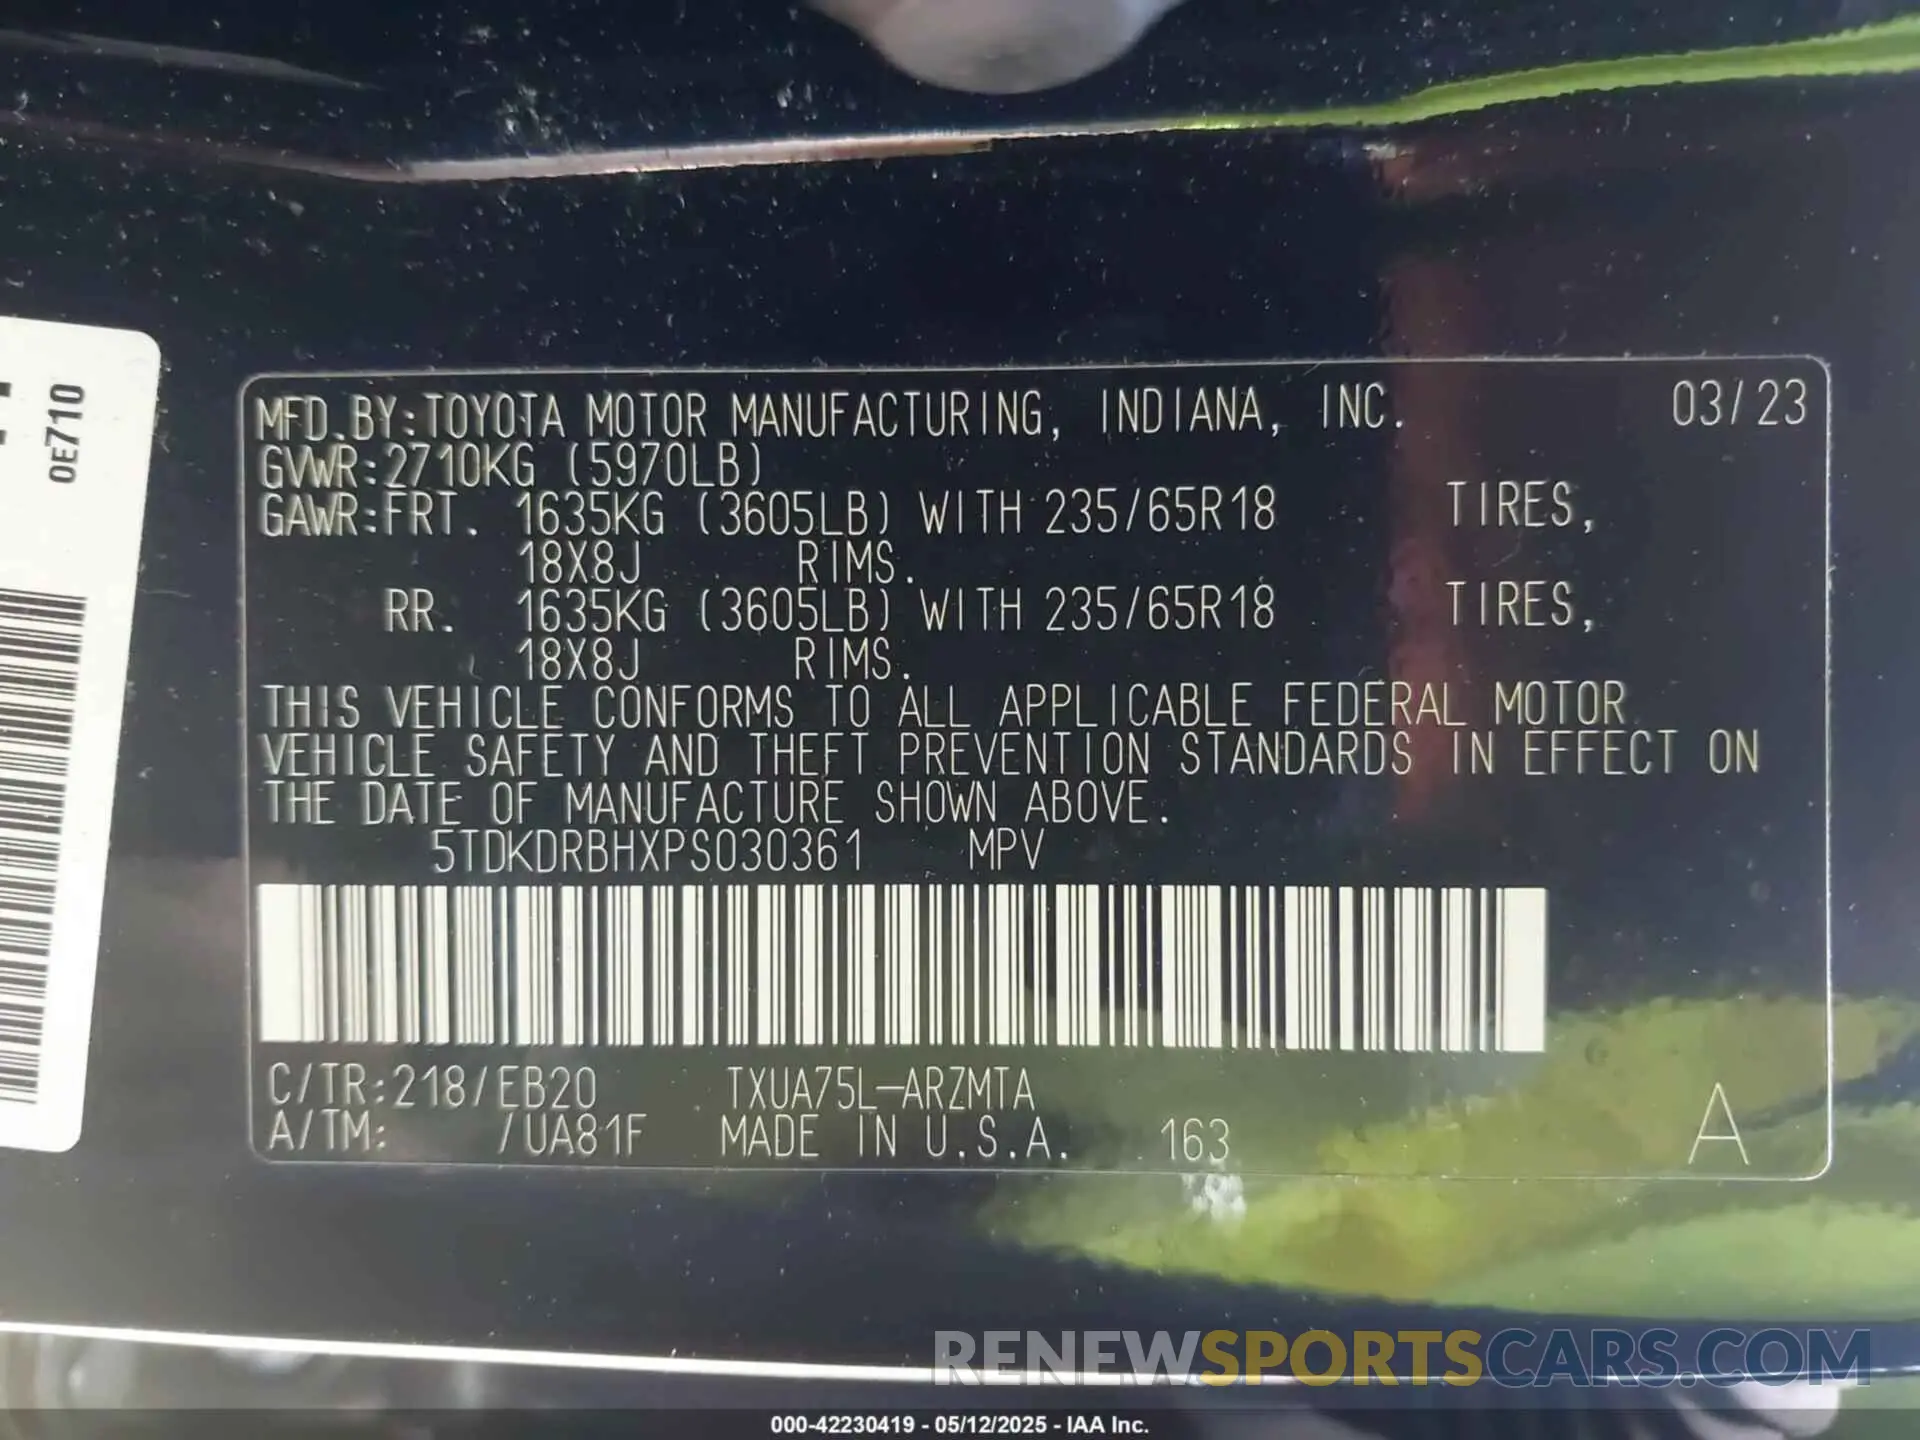 0E710
MFD.BY:TOYOTA MOTOR MANUFACTURING, INDIANA, INC. 03/23
GVWR:2710KG (5970LB)
GAWR:FRT. 1635KG (3605LB) WITH 235/65R18 TIRES,
18X8J RIMS.
RR. 1635KG (3605LB) WITH 235/65R18 TIRES,
18X8J RIMS.
THIS VEHICLE CONFORMS TO ALL APPLICABLE FEDERAL MOTOR
VEHICLE SAFETY AND THEFT PREVENTION STANDARDS IN EFFECT ON
THE DATE OF MANUFACTURE SHOWN ABOVE.
5TDKDRBHXPS030361 MPV
C/TR:218/EB20 TXUA75L-ARZMTA
A/TM: /UA81F MADE IN U.S.A. 163 A
RENEWSPORTSCARS.COM
000-42230419 - 05/12/2025 - IAA Inc.